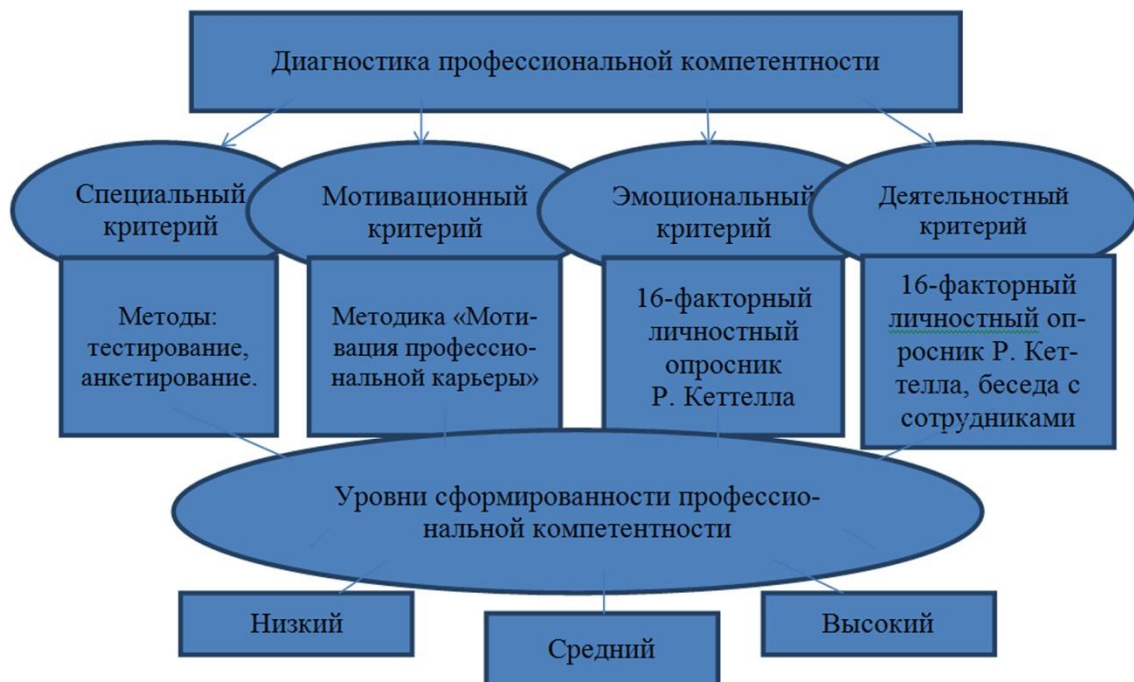 Диагностика профессиональной компетентности
Специальный
критерий
Мотивационный
критерий
Эмоциональный
критерий
Деятельностный
критерий
Методы:
тестирование,
анкетирование.
Методика «Моти-
вация профессио-
нальной карьеры»
16-факторный
личностный
опросник
Р. Кеттелла
16-факторный
личностный оп-
росник Р. Кет-
телла, беседа с
сотрудниками
Уровни сформированности профессио-
нальной компетентности
Низкий
Средний
Высокий